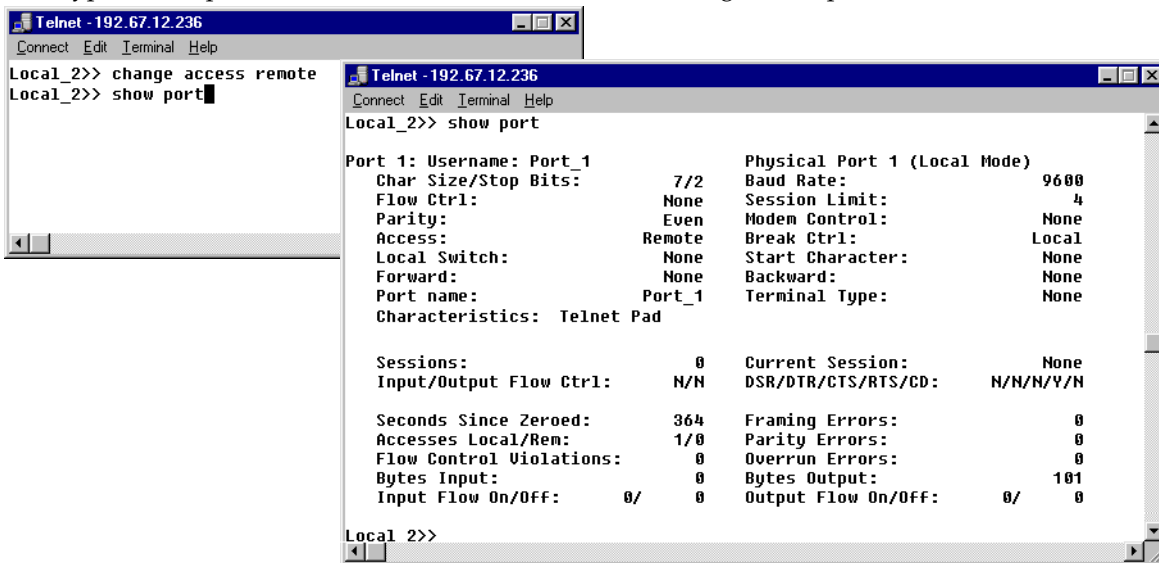 Telnet - 192.67.12.236
Connect Edit Terminal Help
Local_2>> change access remote
Local_2>> show port
Telnet - 192.67.12.236
Connect Edit Terminal Help
Local_2>> show port
Port 1: Username: Port_1 Physical Port 1 (Local Mode)
Char Size/Stop Bits: 7/2 Baud Rate: 9600
Flow Ctrl: None Session Limit: 4
Parity: Even Modem Control: None
Access: Remote Break Ctrl: Local
Local Switch: None Start Character: None
Forward: None Backward: None
Port name: Port_1 Terminal Type: None
Characteristics: Telnet Pad
Sessions: 0 Current Session: None
Input/Output Flow Ctrl: N/N DSR/DTR/CTS/RTS/CD: N/N/N/Y/N
Seconds Since Zeroed: 364 Framing Errors: 0
Accesses Local/Rem: 1/0 Parity Errors: 0
Flow Control Violations: 0 Overrun Errors: 0
Bytes Input: 0 Bytes Output: 101
Input Flow On/Off: 0/ 0 Output Flow On/Off: 0/ 0
Local 2>>